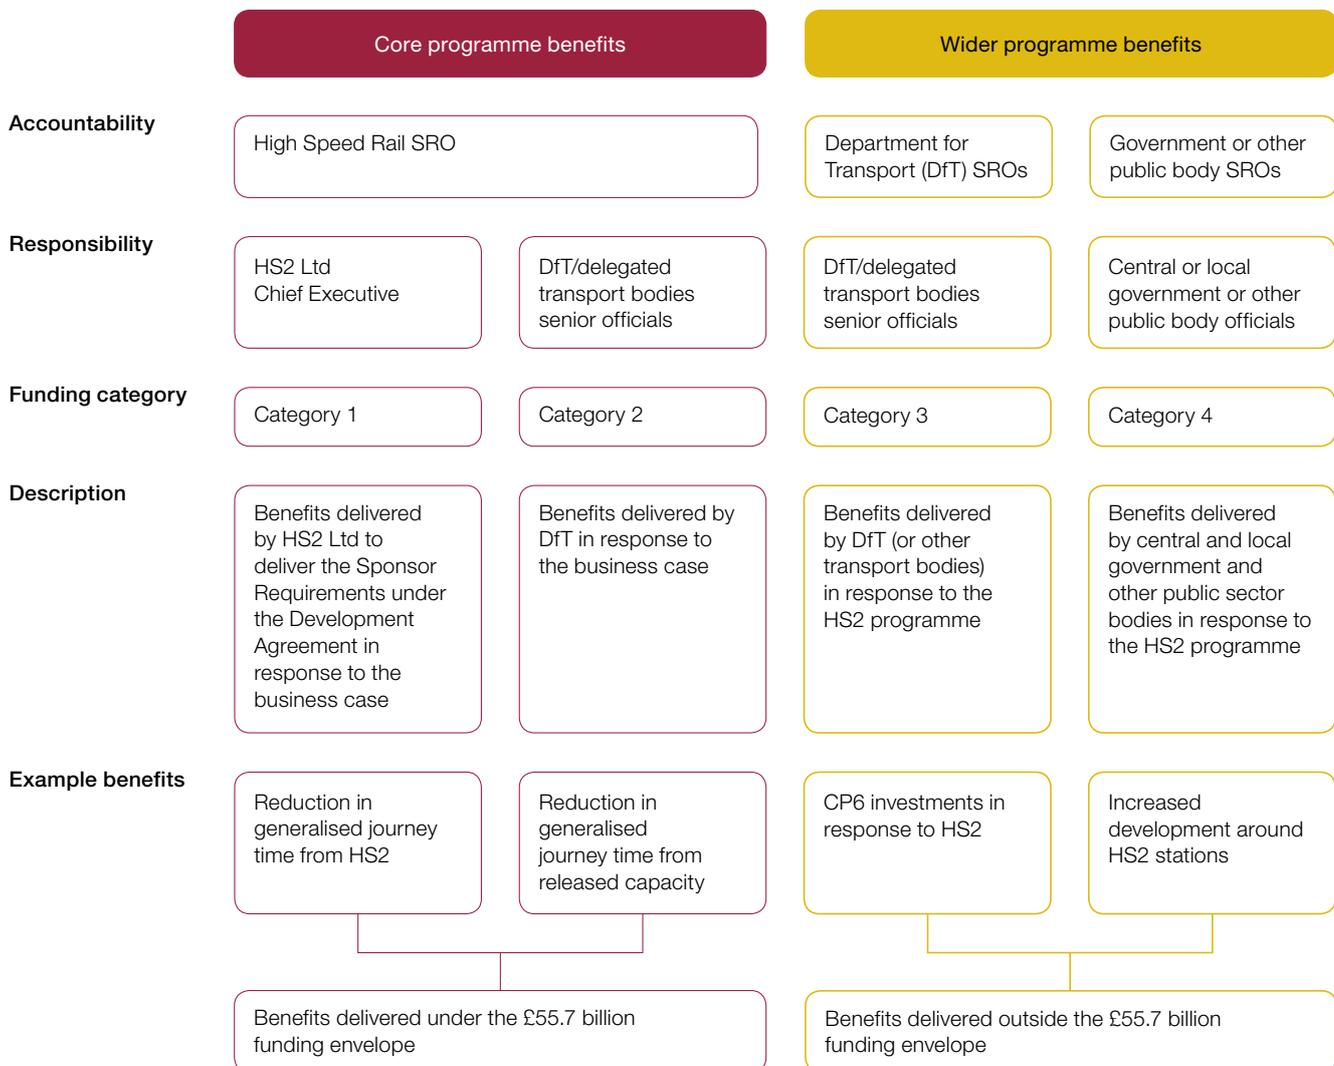 Core programme benefits
Wider programme benefits
Accountability
High Speed Rail SRO
Department for
Transport (DfT) SROs
Government or other
public body SROs
Responsibility
HS2 Ltd
Chief Executive
DfT/delegated
transport bodies
senior officials
DfT/delegated
transport bodies
senior officials
Central or local
government or other
public body officials
Funding category
Category 1
Category 2
Category 3
Category 4
Description
Benefits delivered
by HS2 Ltd to
deliver the Sponsor
Requirements under
the Development
Agreement in
response to the
business case
Benefits delivered by
DfT in response to
the business case
Benefits delivered
by DfT (or other
transport bodies)
in response to the
HS2 programme
Benefits delivered
by central and local
government and
other public sector
bodies in response to
the HS2 programme
Example benefits
Reduction in
generalised journey
time from HS2
Reduction in
generalised
journey time from
released capacity
CP6 investments in
response to HS2
Increased
development around
HS2 stations
Benefits delivered under the £55.7 billion
funding envelope
Benefits delivered outside the £55.7 billion
funding envelope